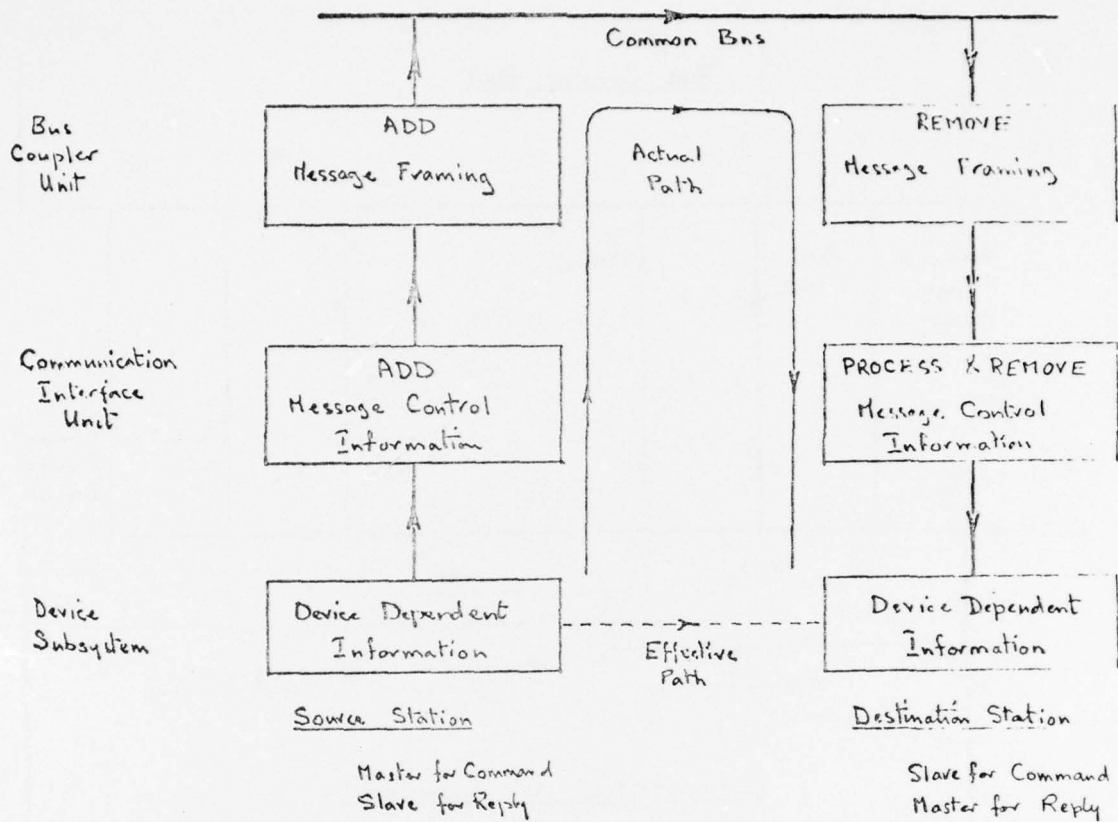 Common Bus
Bus
Coupler
Unit
ADD
Message Framing
Actual
Path
REMOVE
Message Framing
Communication
Interface
Unit
ADD
Message Control
Information
PROCESS & REMOVE
Message Control
Information
Device
Subsystem
Device Dependent
Information
Effective
Path
Device Dependent
Information
Source Station
Destination Station
Master for Command
Slave for Reply
Slave for Command
Master for Reply